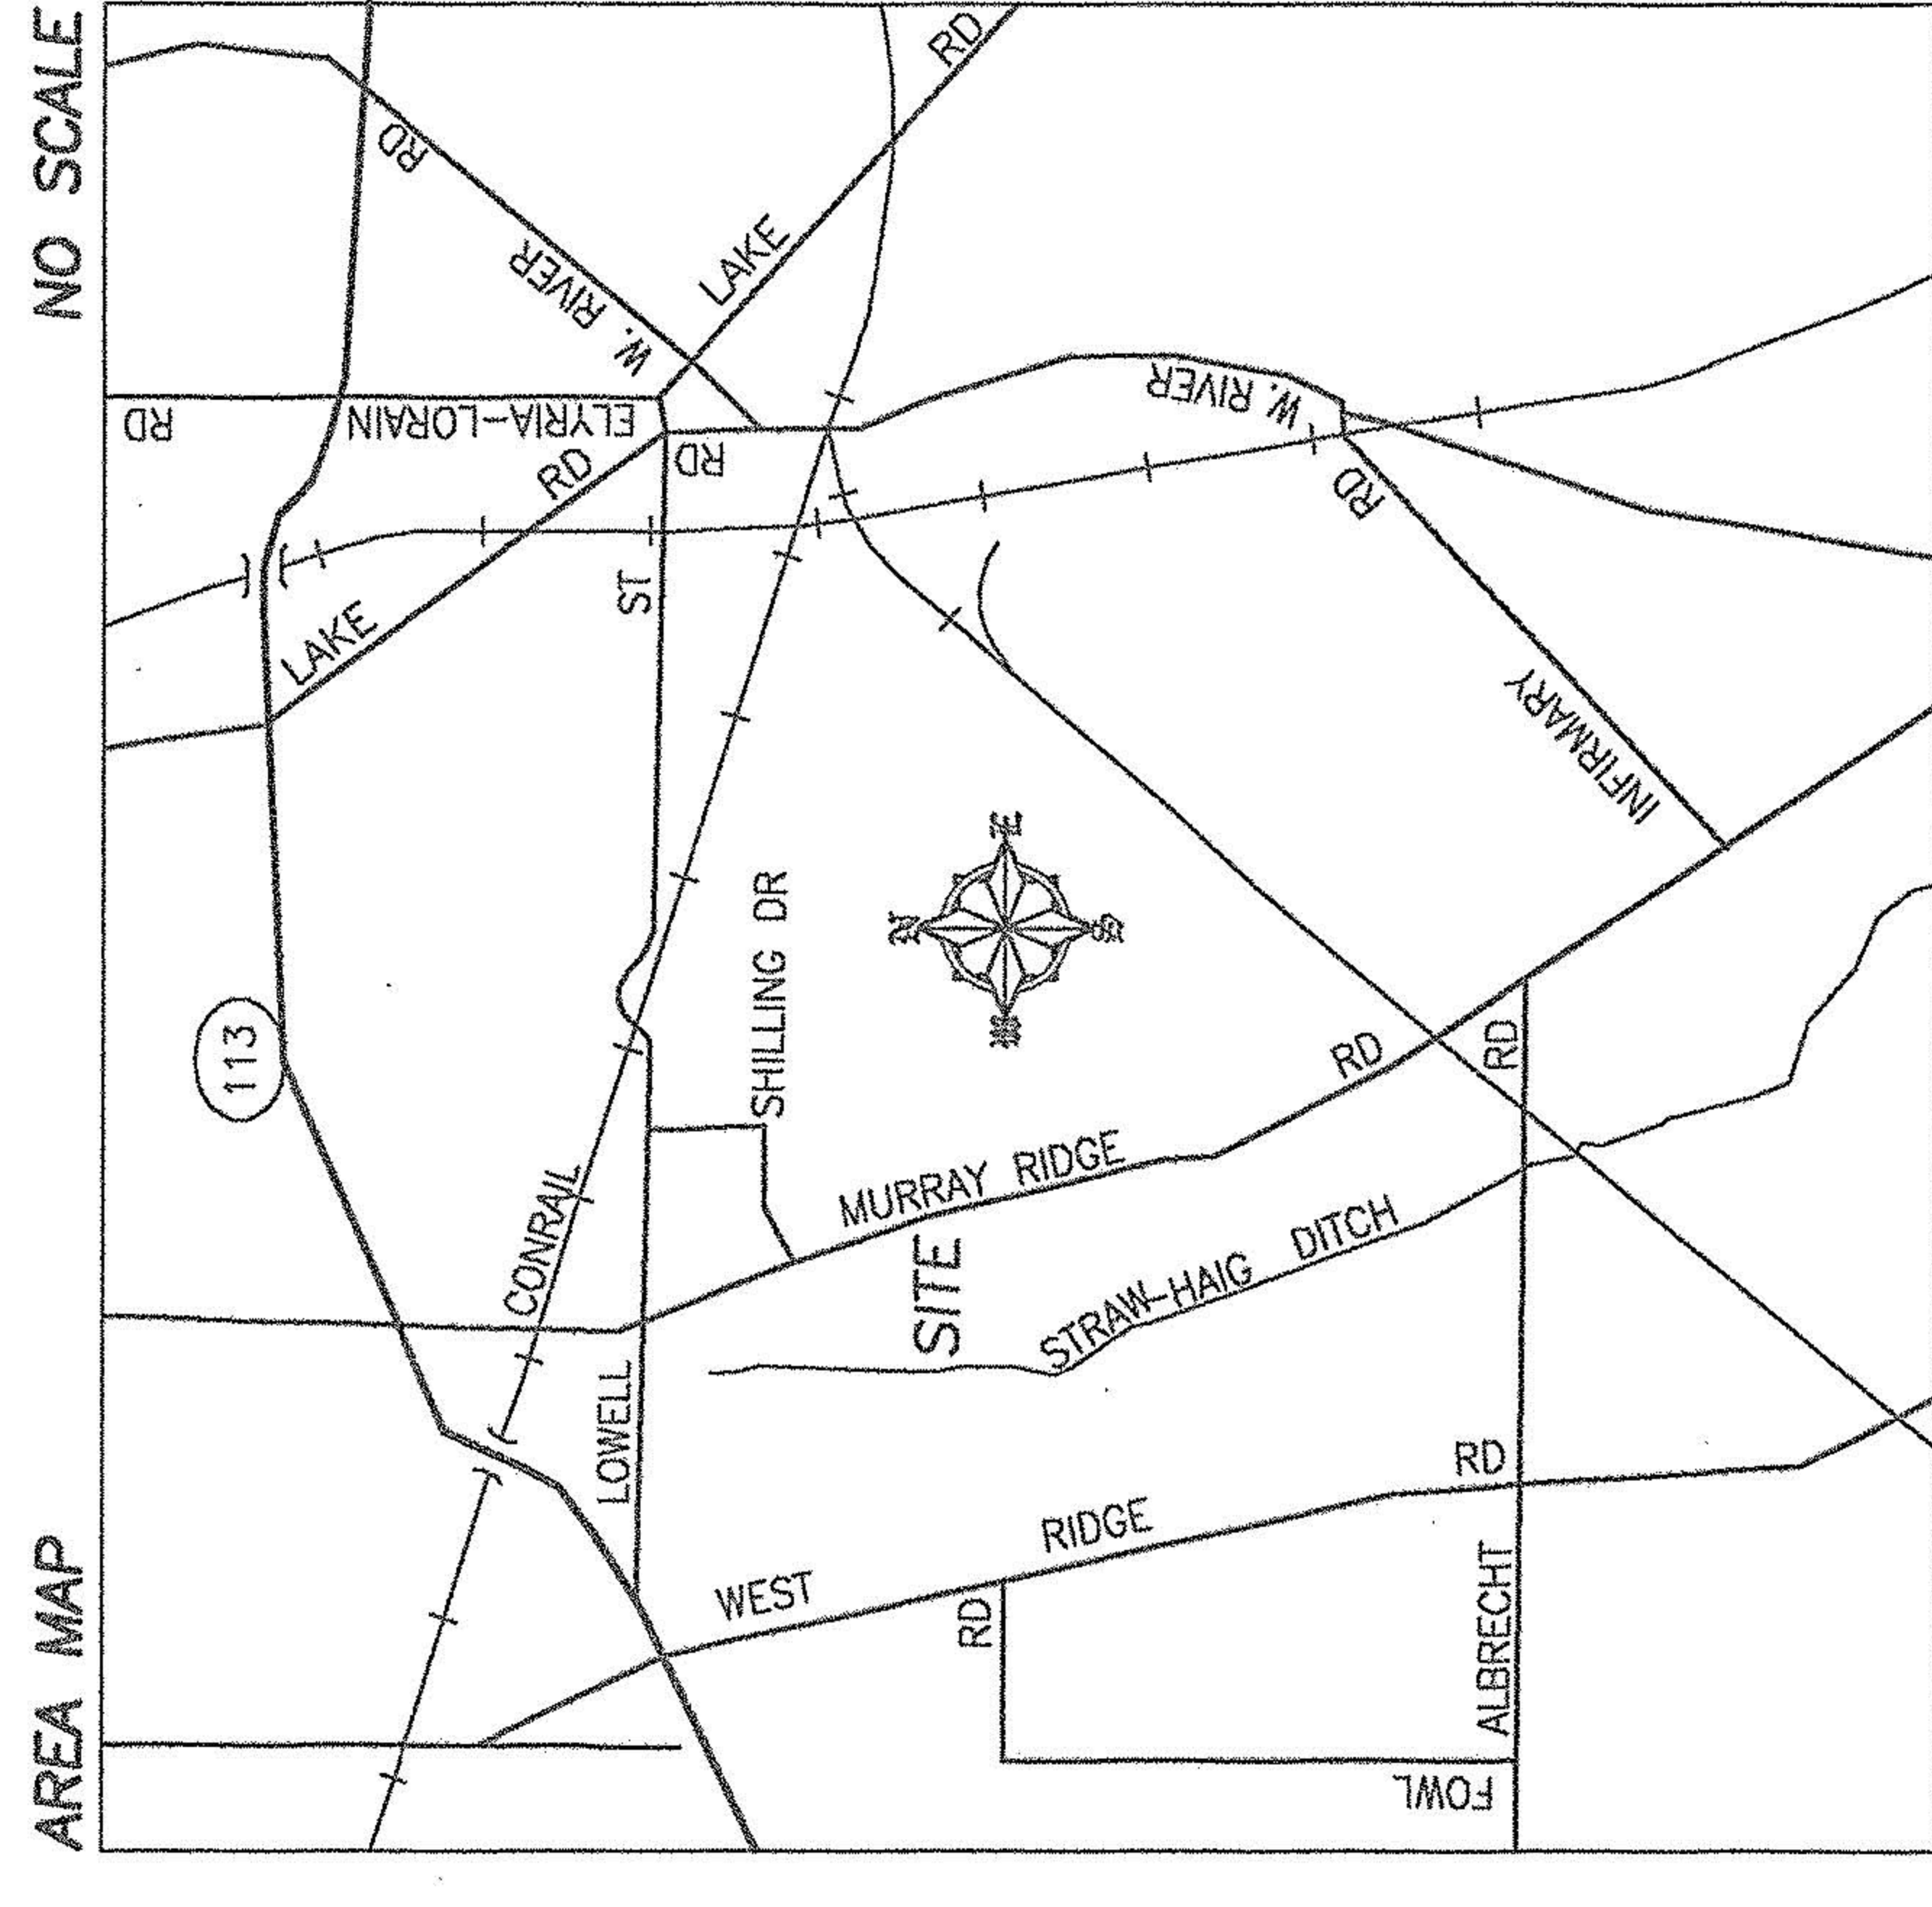 AREA MAP
NO SCALE
113
CONRAIL
LOWELL
ST
LAKE
RD
ELYRIA-LORAIN
RD
W. RIVER
RD
LAKE
RD
RD
SHILLING DR
N
E
S
W
MURRAY RIDGE
RD
SITE
STRAW-HAIG DITCH
WEST
RIDGE
RD
RD
FOWL
ALBRECHT
RD
INFIRMARY
RD
W. RIVER